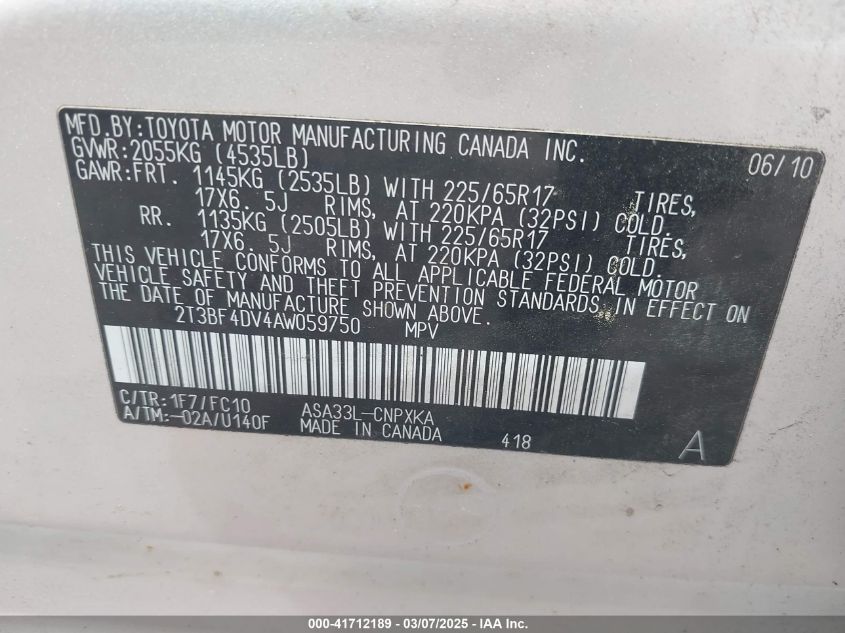 MFD.BY:TOYOTA MOTOR MANUFACTURING CANADA INC. 06/10
GVWR:2055KG (4535LB)
GAWR:FRT. 1145KG (2535LB) WITH 225/65R17 TIRES,
17X6. 5J RIMS, AT 220KPA (32PSI) COLD.
RR. 1135KG (2505LB) WITH 225/65R17 TIRES,
17X6. 5J RIMS, AT 220KPA (32PSI) COLD.
THIS VEHICLE CONFORMS TO ALL APPLICABLE FEDERAL MOTOR
VEHICLE SAFETY AND THEFT PREVENTION STANDARDS IN EFFECT ON
THE DATE OF MANUFACTURE SHOWN ABOVE.
2T3BF4DV4AW059750 MPV
C/TR:1F7/FC10 ASA33L-CNPXKA
A/TM:-02A/U140F MADE IN CANADA 418 A
000-41712189 - 03/07/2025 - IAA Inc.